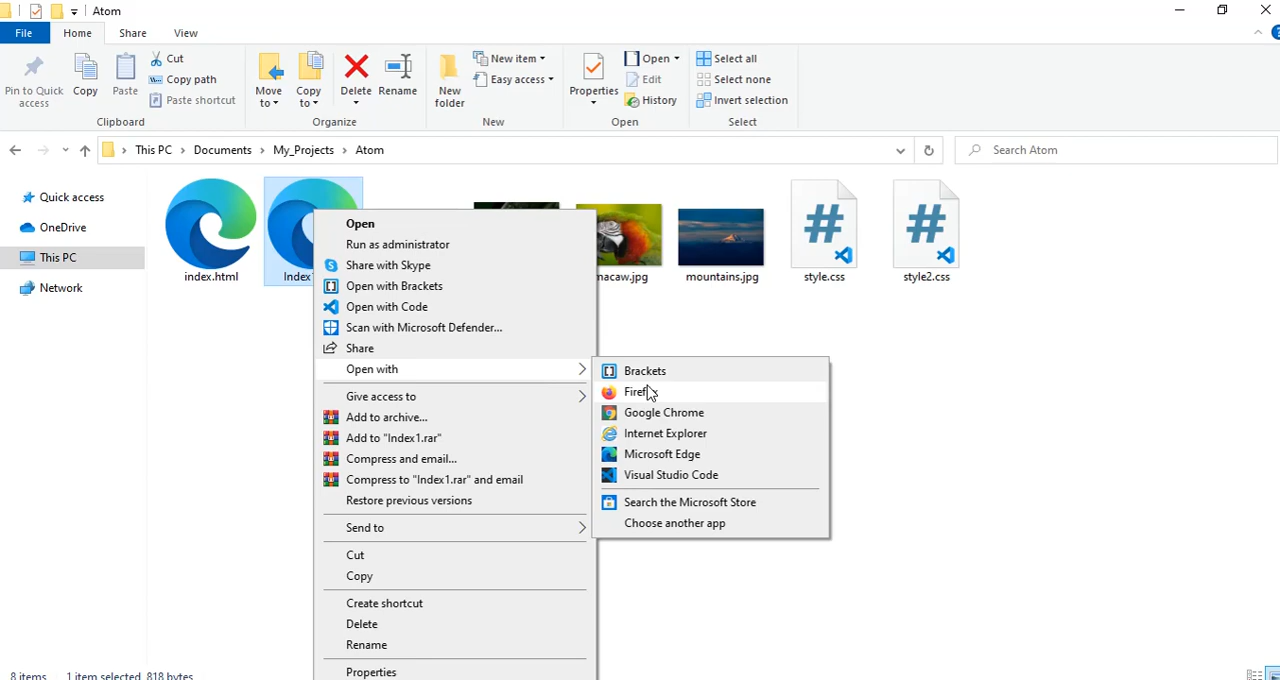 Atom
File Home Share View
Pin to Quick access
Copy
Paste
Cut
Copy path
Paste shortcut
Clipboard
Move to
Copy to
Delete
Rename
Organize
New folder
New item
Easy access
New
Properties
Open
Edit
History
Open
Select all
Select none
Invert selection
Select
This PC > Documents > My_Projects > Atom
Search Atom
Quick access
OneDrive
This PC
Network
index.html
Index
macaw.jpg
mountains.jpg
style.css
style2.css
Open
Run as administrator
Share with Skype
Open with Brackets
Open with Code
Scan with Microsoft Defender...
Share
Open with
Give access to
Add to archive...
Add to "Index1.rar"
Compress and email...
Compress to "Index1.rar" and email
Restore previous versions
Send to
Cut
Copy
Create shortcut
Delete
Rename
Properties
Brackets
Firefox
Google Chrome
Internet Explorer
Microsoft Edge
Visual Studio Code
Search the Microsoft Store
Choose another app
8 items 1 item selected 818 bytes